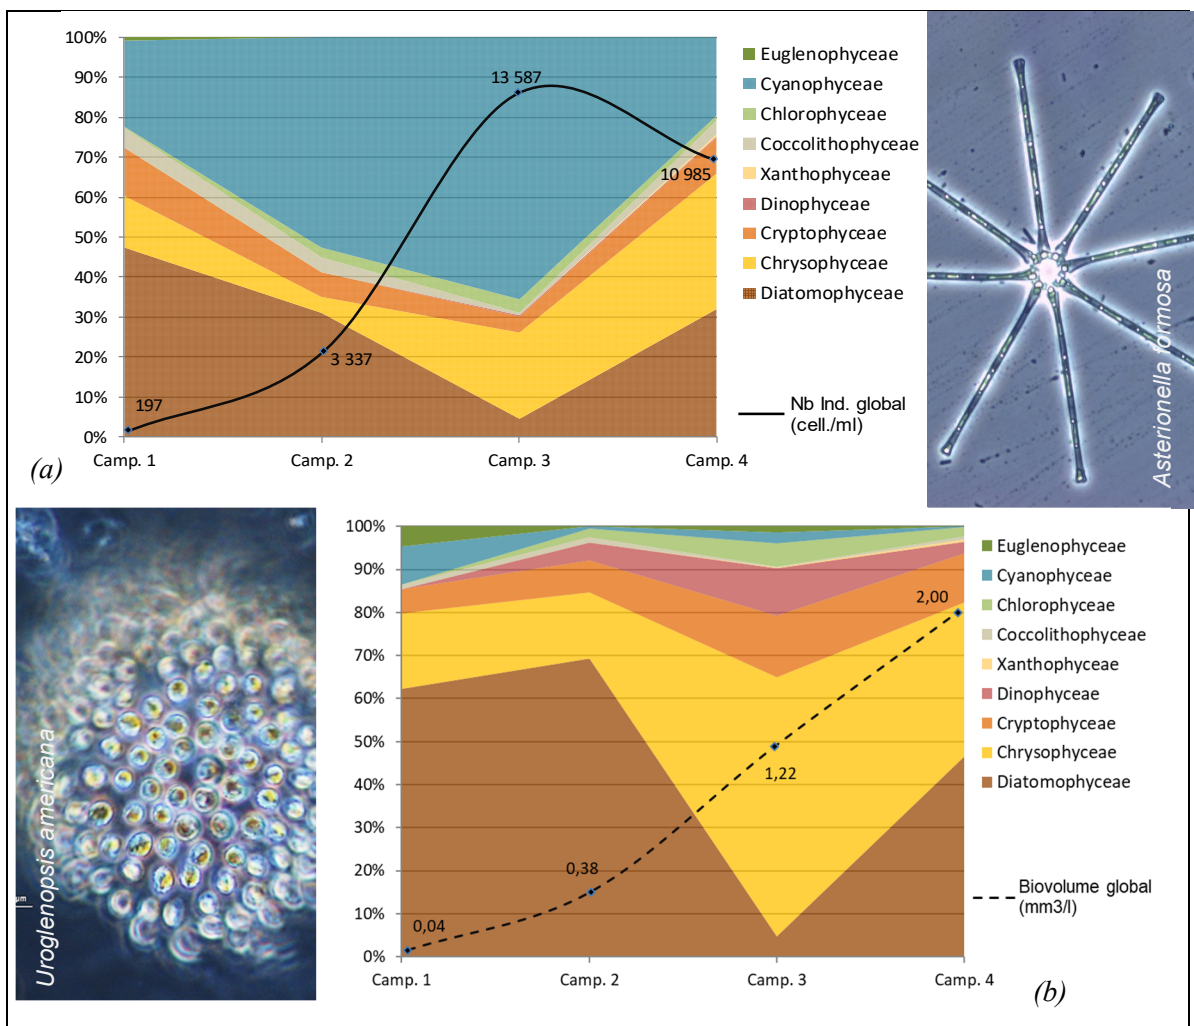 100%
90%
80%
70%
60%
50%
40%
30%
20%
10%
0%
197
3 337
13 587
10 985
Camp. 1
Camp. 2
Camp. 3
Camp. 4
Euglenophyceae
Cyanophyceae
Chlorophyceae
Coccolithophyceae
Xanthophyceae
Dinophyceae
Cryptophyceae
Chrysophyceae
Diatomophyceae
Nb Ind. global
(cell./ml)
(a)
Asterionella formosa
Uroglenopsis americana
µm
100%
90%
80%
70%
60%
50%
40%
30%
20%
10%
0%
0,04
0,38
1,22
2,00
Camp. 1
Camp. 2
Camp. 3
Camp. 4
Euglenophyceae
Cyanophyceae
Chlorophyceae
Coccolithophyceae
Xanthophyceae
Dinophyceae
Cryptophyceae
Chrysophyceae
Diatomophyceae
Biovolume global
(mm3/l)
(b)